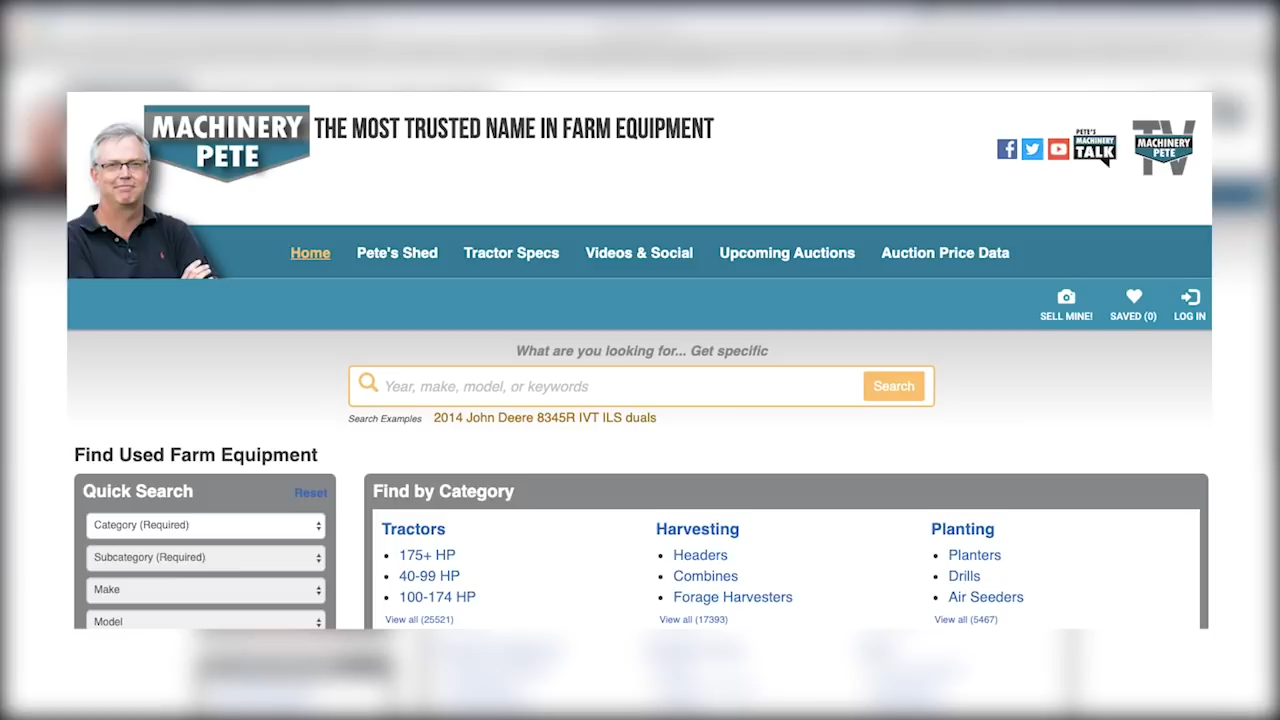 MACHINERY
PETE
THE MOST TRUSTED NAME IN FARM EQUIPMENT
PETE'S
MACHINERY
TALK
TV
MACHINERY
PETE
Home Pete's Shed Tractor Specs Videos & Social Upcoming Auctions Auction Price Data
SELL MINE! SAVED (0) LOG IN
What are you looking for... Get specific
Year, make, model, or keywords Search
Search Examples 2014 John Deere 8345R IVT ILS duals
Find Used Farm Equipment
Quick Search Reset
Category (Required)
Subcategory (Required)
Make
Model
Find by Category
Tractors
175+ HP
40-99 HP
100-174 HP
View all (25521)
Harvesting
Headers
Combines
Forage Harvesters
View all (17393)
Planting
Planters
Drills
Air Seeders
View all (5467)